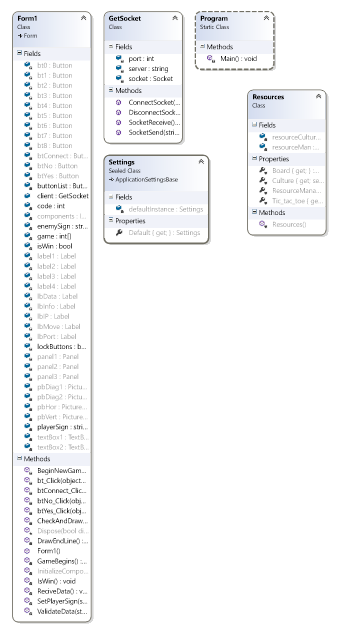 Form1
Class
→ Form
Fields
bt0 : Button
bt1 : Button
bt2 : Button
bt3 : Button
bt4 : Button
bt5 : Button
bt6 : Button
bt7 : Button
bt8 : Button
btConnect : But...
btNo : Button
btYes : Button
buttonList : But...
client : GetSocket
code : int
components : I...
enemySign : str...
game : int[]
isWin : bool
label1 : Label
label2 : Label
label3 : Label
label4 : Label
lbData : Label
lbInfo : Label
lbIP : Label
lbMove : Label
lbPort : Label
lockButtons : b...
panel1 : Panel
panel2 : Panel
panel3 : Panel
pbDiag1 : Pictu...
pbDiag2 : Pictu...
pbHor : Picture...
pbVert : Picture...
playerSign : stri...
textBox1 : TextB...
textBox2 : TextB...
Methods
BeginNewGam...
bt_Click(object...
btConnect_Clic...
btNo_Click(obj...
btYes_Click(obj...
CheckAndDraw...
Dispose(bool di...
DrawEndLine() :...
Form1()
GameBegins() :...
InitializeCompo...
IsWin() : void
ReciveData() : v...
SetPlayerSign(s...
ValidateData(st...
GetSocket
Class
Fields
port : int
server : string
socket : Socket
Methods
ConnectSocket(...
DisconnectSock...
SocketReceive(...
SocketSend(stri...
Program
Static Class
Methods
Main() : void
Settings
Sealed Class
→ ApplicationSettingsBase
Fields
defaultInstance : Settings
Properties
Default { get; } : Settings
Resources
Class
Fields
resourceCultur...
resourceMan :...
Properties
Board { get; } :...
Culture { get; se...
ResourceMane...
Tic_tac_toe { ge...
Methods
Resources()